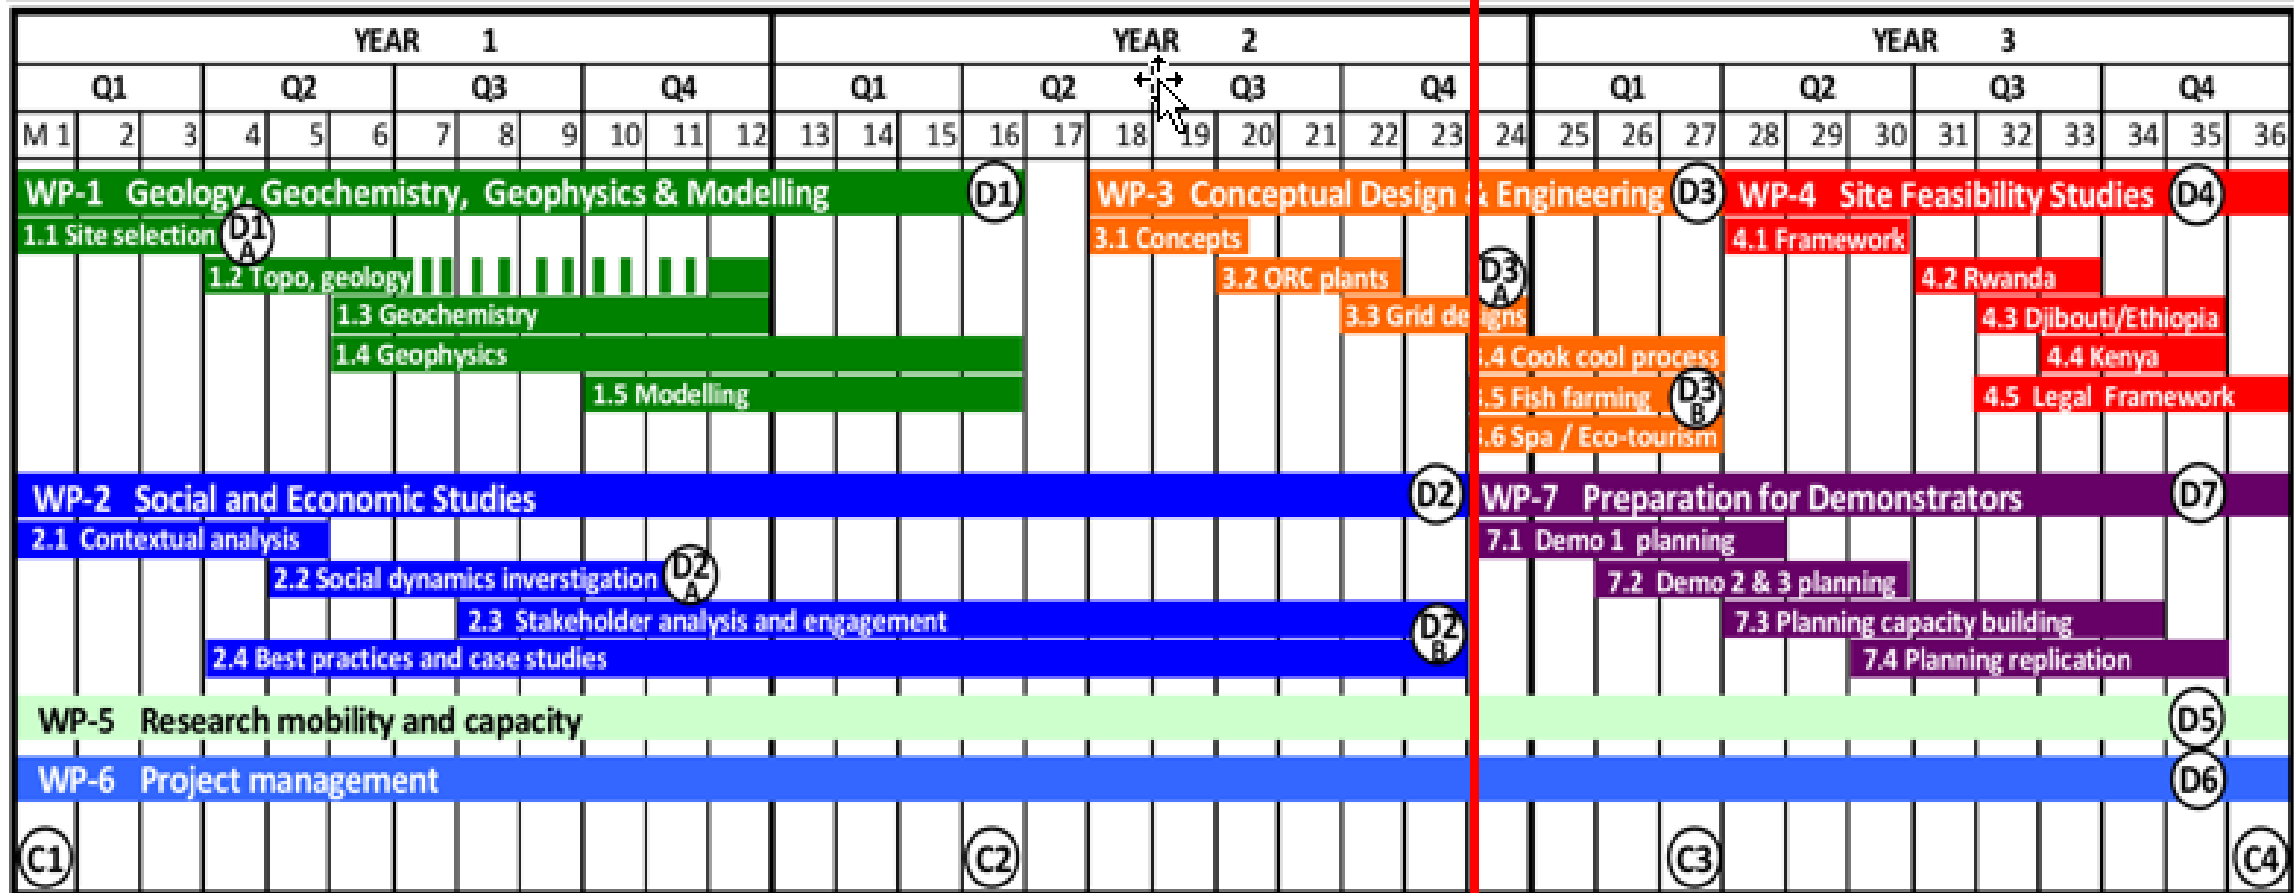 YEAR 1 YEAR 2 YEAR 3
Q1 Q2 Q3 Q4 Q1 Q2 Q3 Q4 Q1 Q2 Q3 Q4
M 1 2 3 4 5 6 7 8 9 10 11 12 13 14 15 16 17 18 19 20 21 22 23 24 25 26 27 28 29 30 31 32 33 34 35 36
WP-1 Geology, Geochemistry, Geophysics & Modelling D1 WP-3 Conceptual Design & Engineering D3 WP-4 Site Feasibility Studies D4
1.1 Site selection D1 A 3.1 Concepts 4.1 Framework
1.2 Topo, geology 3.2 ORC plants D3 A 4.2 Rwanda
1.3 Geochemistry 3.3 Grid designs 4.3 Djibouti/Ethiopia
1.4 Geophysics .4 Cook cool process 4.4 Kenya
1.5 Modelling .5 Fish farming D3 B 4.5 Legal Framework
.6 Spa / Eco-tourism
WP-2 Social and Economic Studies D2 WP-7 Preparation for Demonstrators D7
2.1 Contextual analysis 7.1 Demo 1 planning
2.2 Social dynamics inverstigation D2 A 7.2 Demo 2 & 3 planning
2.3 Stakeholder analysis and engagement D2 B 7.3 Planning capacity building
2.4 Best practices and case studies 7.4 Planning replication
WP-5 Research mobility and capacity D5
WP-6 Project management D6
C1 C2 C3 C4